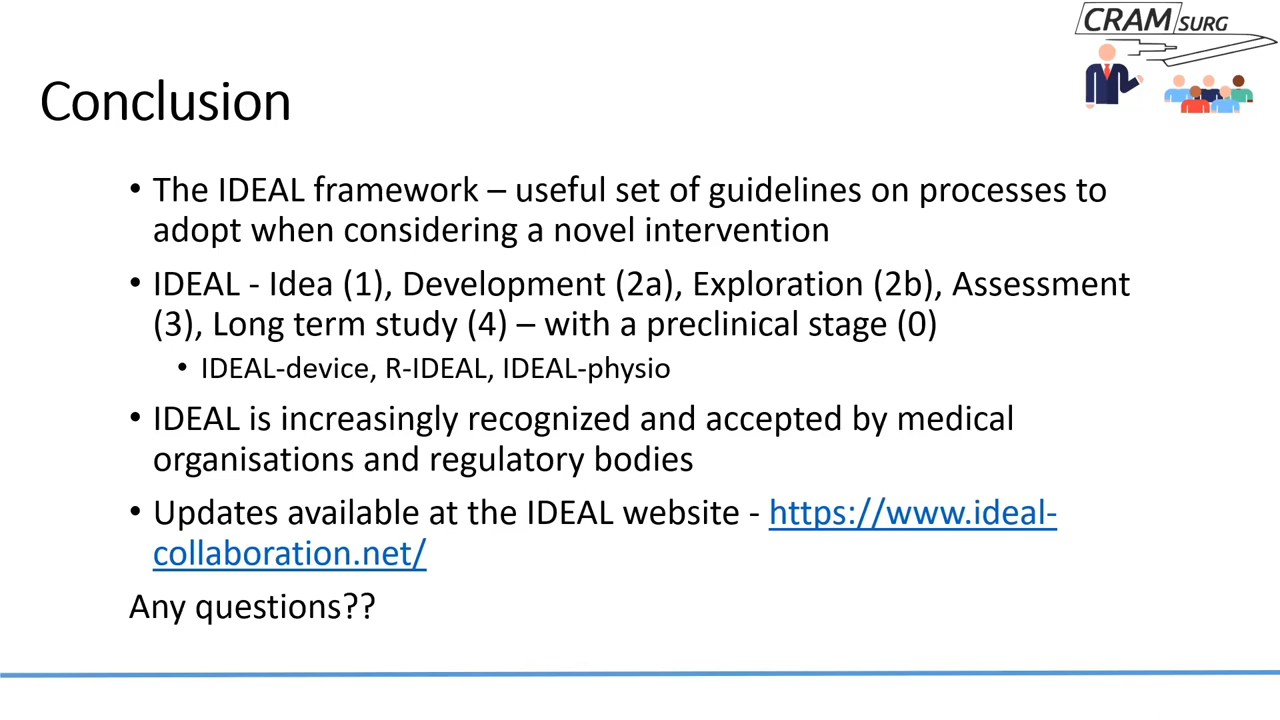 CRAM SURG
Conclusion
• The IDEAL framework – useful set of guidelines on processes to
adopt when considering a novel intervention
• IDEAL - Idea (1), Development (2a), Exploration (2b), Assessment
(3), Long term study (4) – with a preclinical stage (0)
• IDEAL-device, R-IDEAL, IDEAL-physio
• IDEAL is increasingly recognized and accepted by medical
organisations and regulatory bodies
• Updates available at the IDEAL website - https://www.ideal-
collaboration.net/
Any questions??